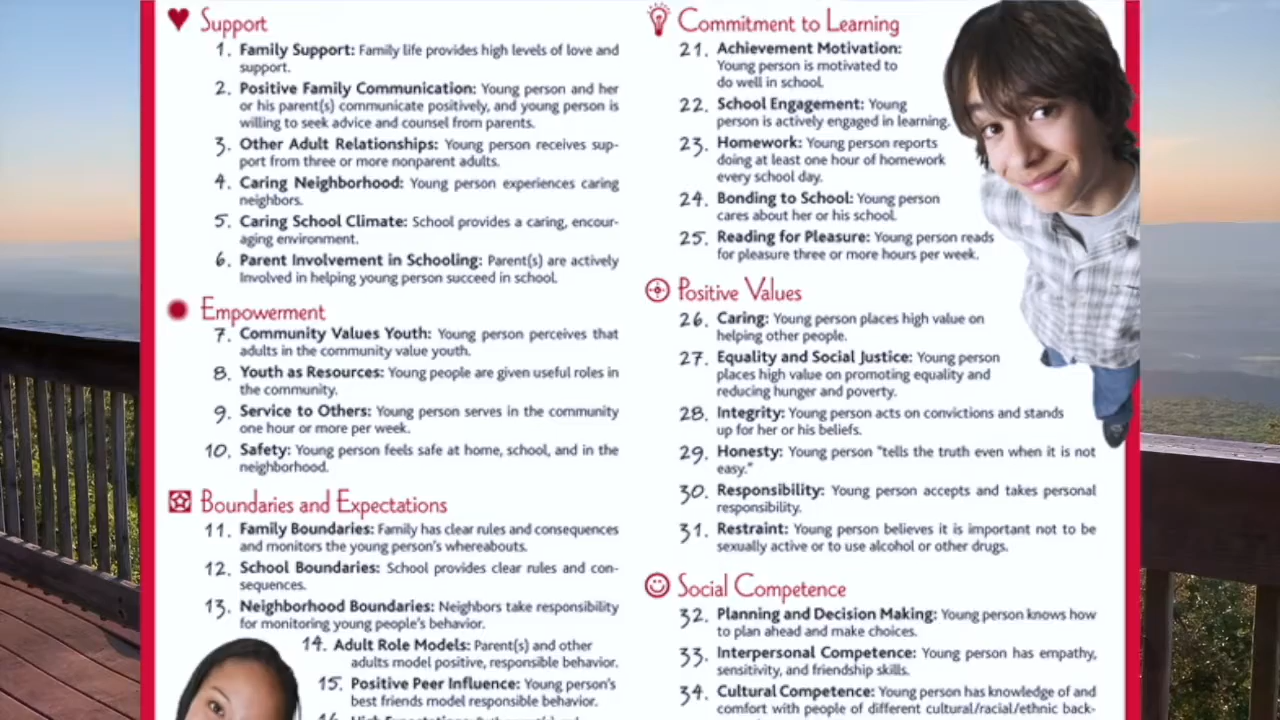 Support
1. Family Support: Family life provides high levels of love and
support.
2. Positive Family Communication: Young person and her
or his parent(s) communicate positively, and young person is
willing to seek advice and counsel from parents.
3. Other Adult Relationships: Young person receives sup-
port from three or more nonparent adults.
4. Caring Neighborhood: Young person experiences caring
neighbors.
5. Caring School Climate: School provides a caring, encour-
aging environment.
6. Parent Involvement in Schooling: Parent(s) are actively
involved in helping young person succeed in school.
Empowerment
7. Community Values Youth: Young person perceives that
adults in the community value youth.
8. Youth as Resources: Young people are given useful roles in
the community.
9. Service to Others: Young person serves in the community
one hour or more per week.
10. Safety: Young person feels safe at home, school, and in the
neighborhood.
Boundaries and Expectations
11. Family Boundaries: Family has clear rules and consequences
and monitors the young person's whereabouts.
12. School Boundaries: School provides clear rules and con-
sequences.
13. Neighborhood Boundaries: Neighbors take responsibility
for monitoring young people's behavior.
14. Adult Role Models: Parent(s) and other
adults model positive, responsible behavior.
15. Positive Peer Influence: Young person's
best friends model responsible behavior.
Commitment to Learning
21. Achievement Motivation:
Young person is motivated to
do well in school.
22. School Engagement: Young
person is actively engaged in learning.
23. Homework: Young person reports
doing at least one hour of homework
every school day.
24. Bonding to School: Young person
cares about her or his school.
25. Reading for Pleasure: Young person reads
for pleasure three or more hours per week.
Positive Values
26. Caring: Young person places high value on
helping other people.
27. Equality and Social Justice: Young person
places high value on promoting equality and
reducing hunger and poverty.
28. Integrity: Young person acts on convictions and stands
up for her or his beliefs.
29. Honesty: Young person "tells the truth even when it is not
easy."
30. Responsibility: Young person accepts and takes personal
responsibility.
31. Restraint: Young person believes it is important not to be
sexually active or to use alcohol or other drugs.
Social Competence
32. Planning and Decision Making: Young person knows how
to plan ahead and make choices.
33. Interpersonal Competence: Young person has empathy,
sensitivity, and friendship skills.
34. Cultural Competence: Young person has knowledge of and
comfort with people of different cultural/racial/ethnic back-